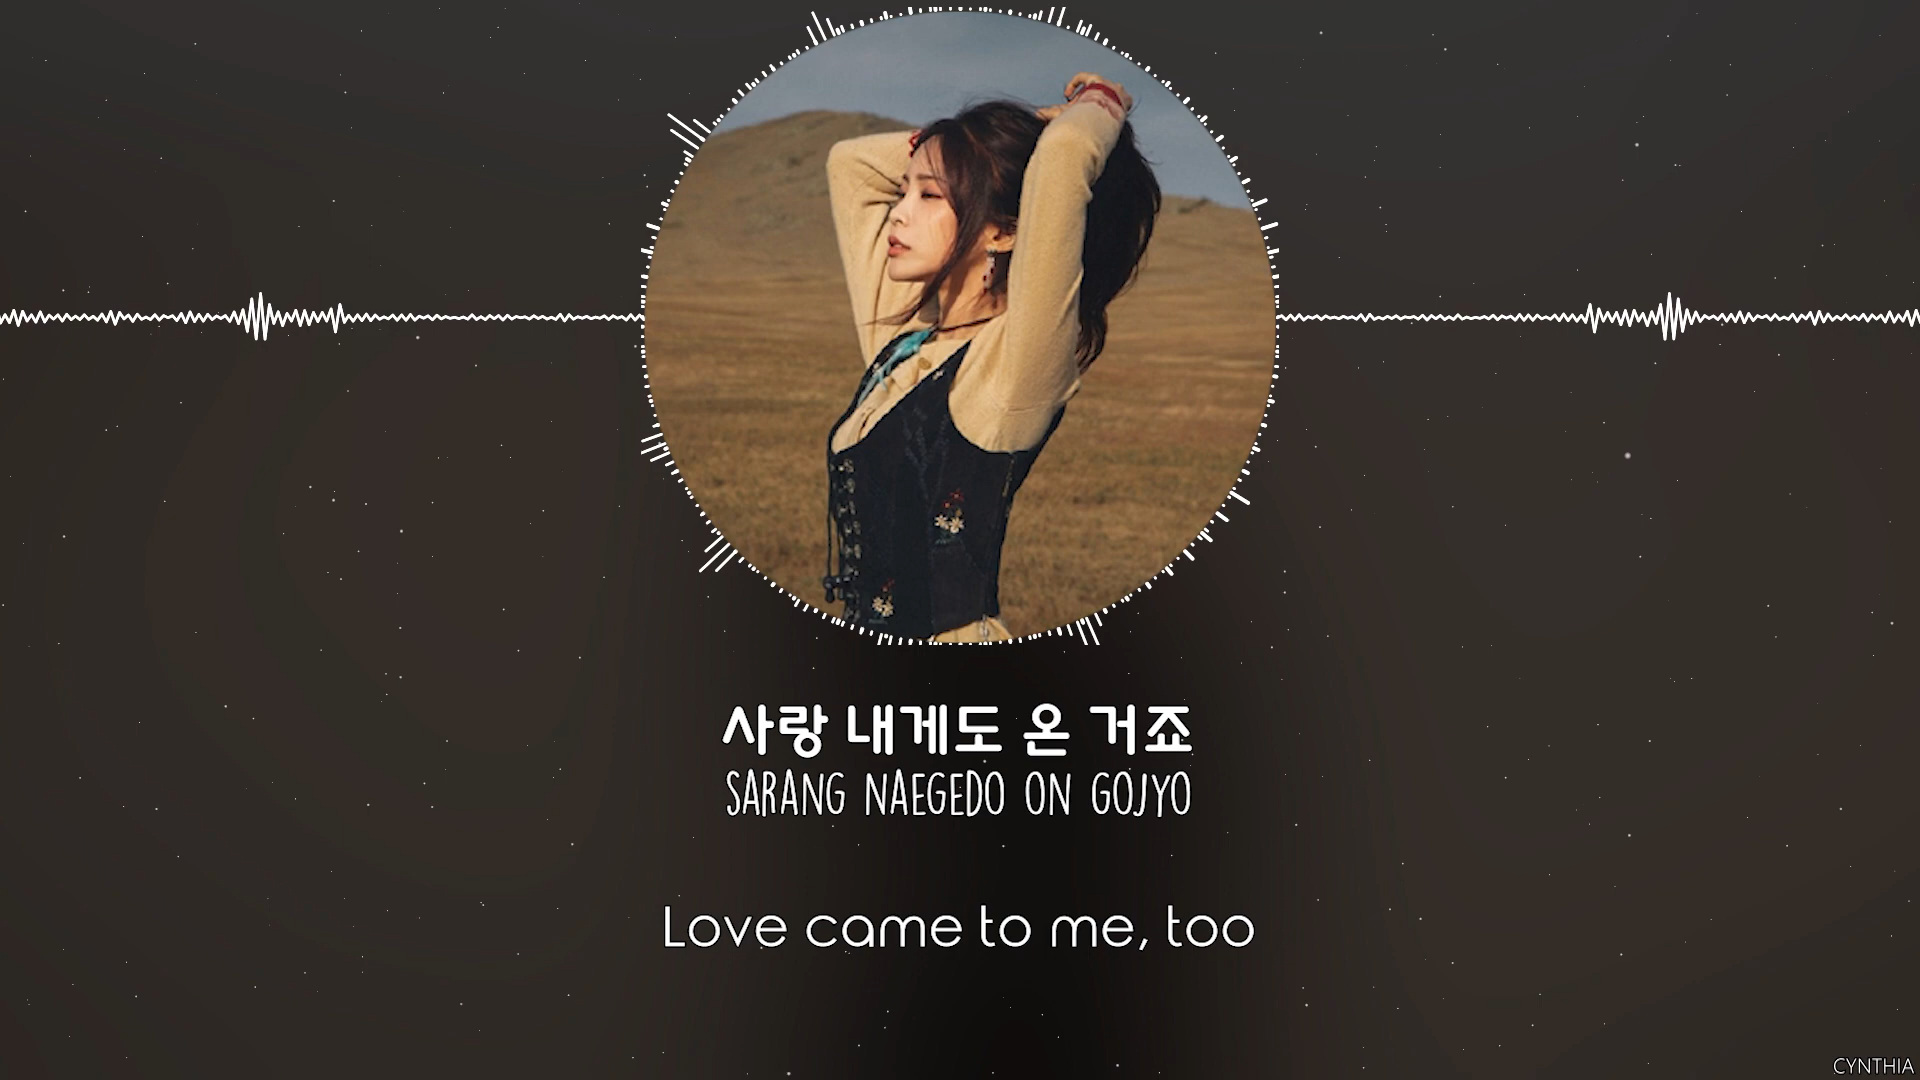 사랑 내게도 온 거죠
SARANG NAEGEDO ON GOJYO
Love came to me, too
CYNTHIA